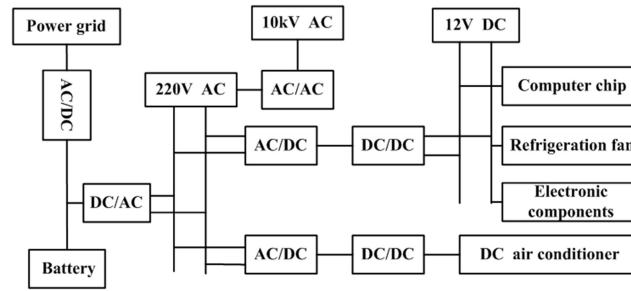 Power grid
10kV AC
12V DC
AC/DC
220V AC
AC/AC
Computer chip
AC/DC
DC/DC
Refrigeration fan
DC/AC
Electronic
components
Battery
AC/DC
DC/DC
DC air conditioner